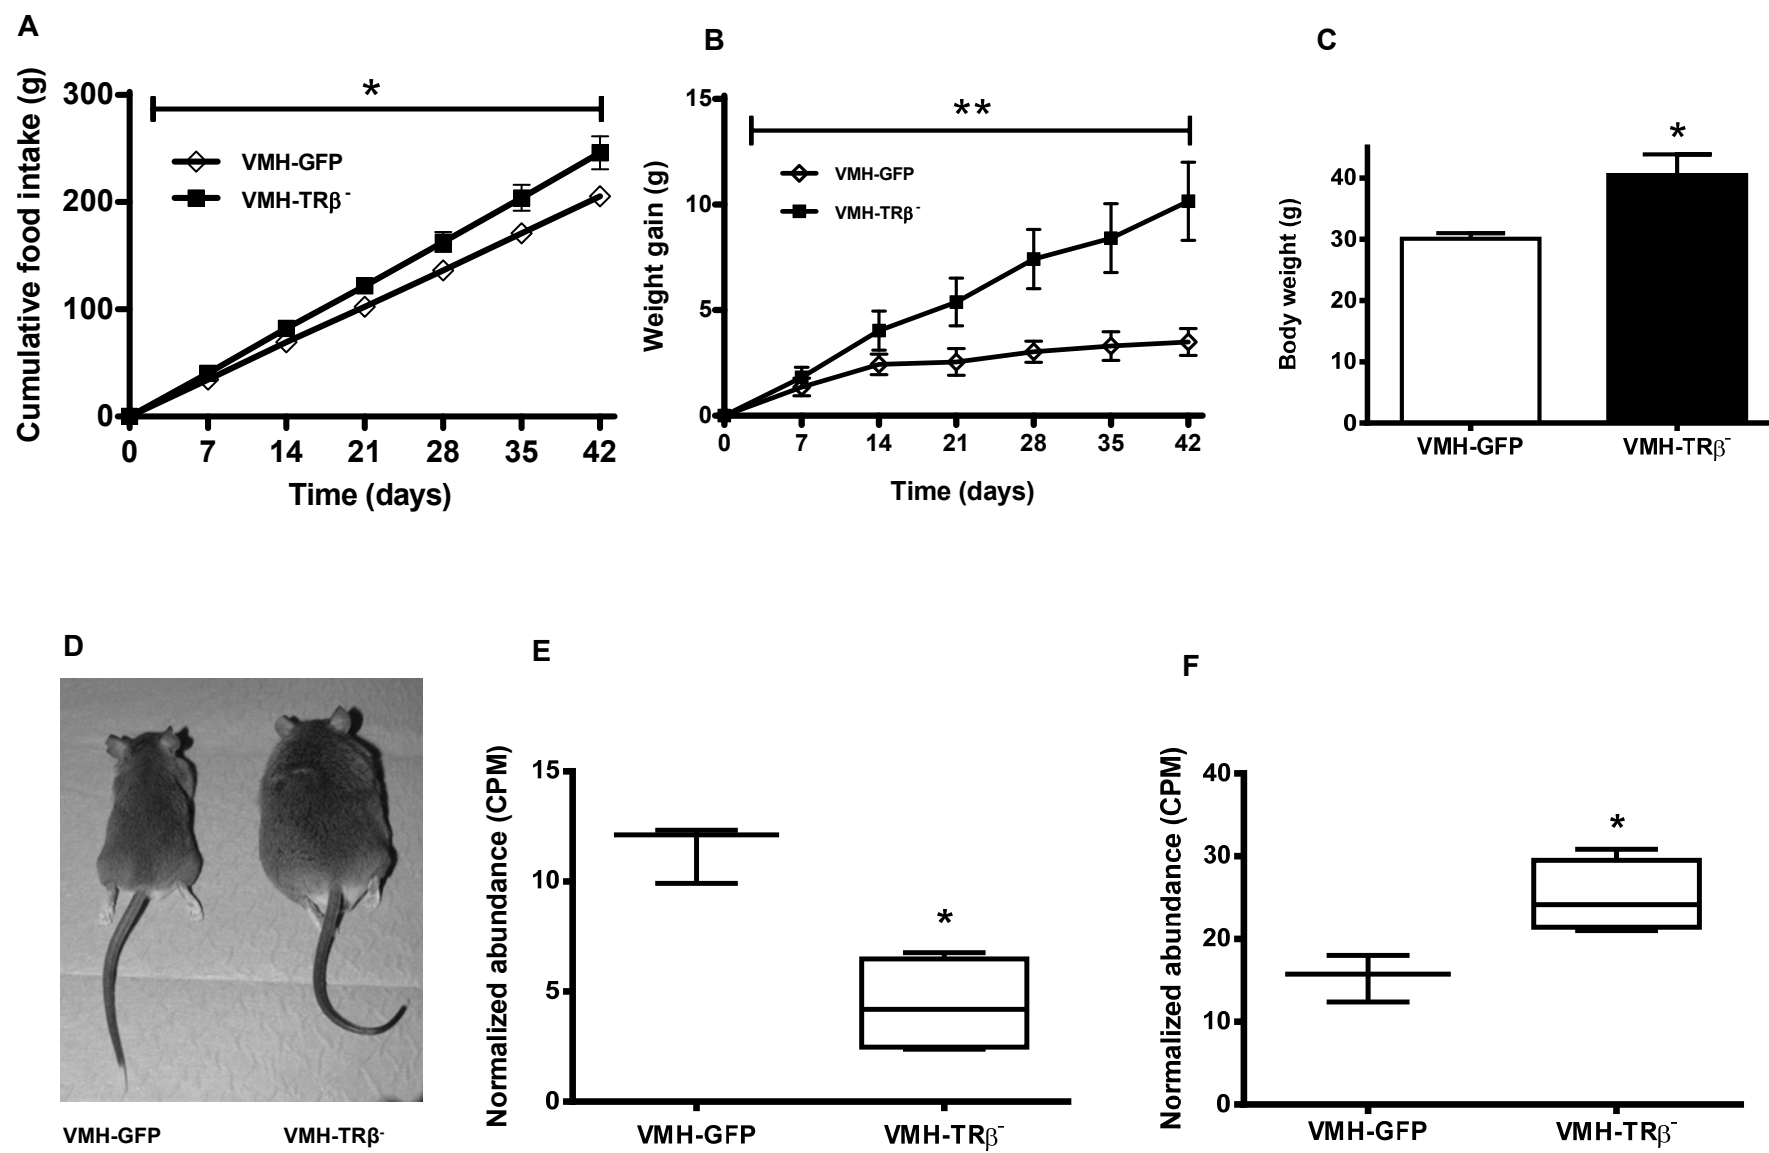 A
Cumulative food intake (g)
300
200
100
0
*
VMH-GFP
VMH-TRβ-
0 7 14 21 28 35 42
Time (days)
B
Weight gain (g)
15
10
5
0
**
VMH-GFP
VMH-TRβ-
0 7 14 21 28 35 42
Time (days)
C
Body weight (g)
40
30
20
10
0
*
VMH-GFP VMH-TRβ-
D
VMH-GFP VMH-TRβ-
E
Normalized abundance (CPM)
15
10
5
0
*
VMH-GFP VMH-TRβ-
F
Normalized abundance (CPM)
40
30
20
10
0
*
VMH-GFP VMH-TRβ-